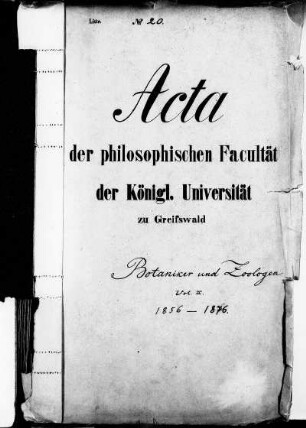 № 20.
Acta
der philosophischen Facultät
der Königl. Universität
zu Greifswald
Botaniker und Zoologen
Vol. II.
1856 — 1876.